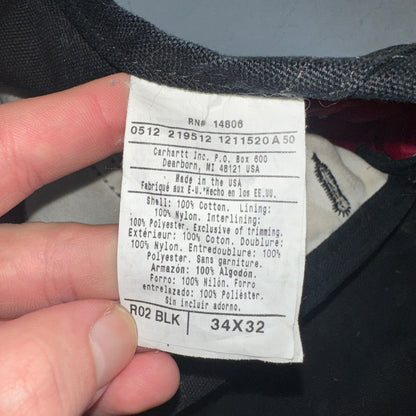 RN# 14806
0512 219512 1211520 A 50
Carhartt Inc. P.O. Box 600
Dearborn, MI 48121 USA
Made in the USA
Fabriqué aux E-U.*Hecho en los EE.UU.
Shell: 100% Cotton. Lining:
100% Nylon. Interlining:
100% Polyester. Exclusive of trimming.
Extérieur: 100% Coton. Doublure:
100% Nylon. Entredoublure: 100%
Polyester. Sans garniture.
Armazón: 100% Algodón.
Forro: 100% Nilón. Forro
entrelazado: 100% Poliéster.
Sin incluir adorno.
R02 BLK 34X32